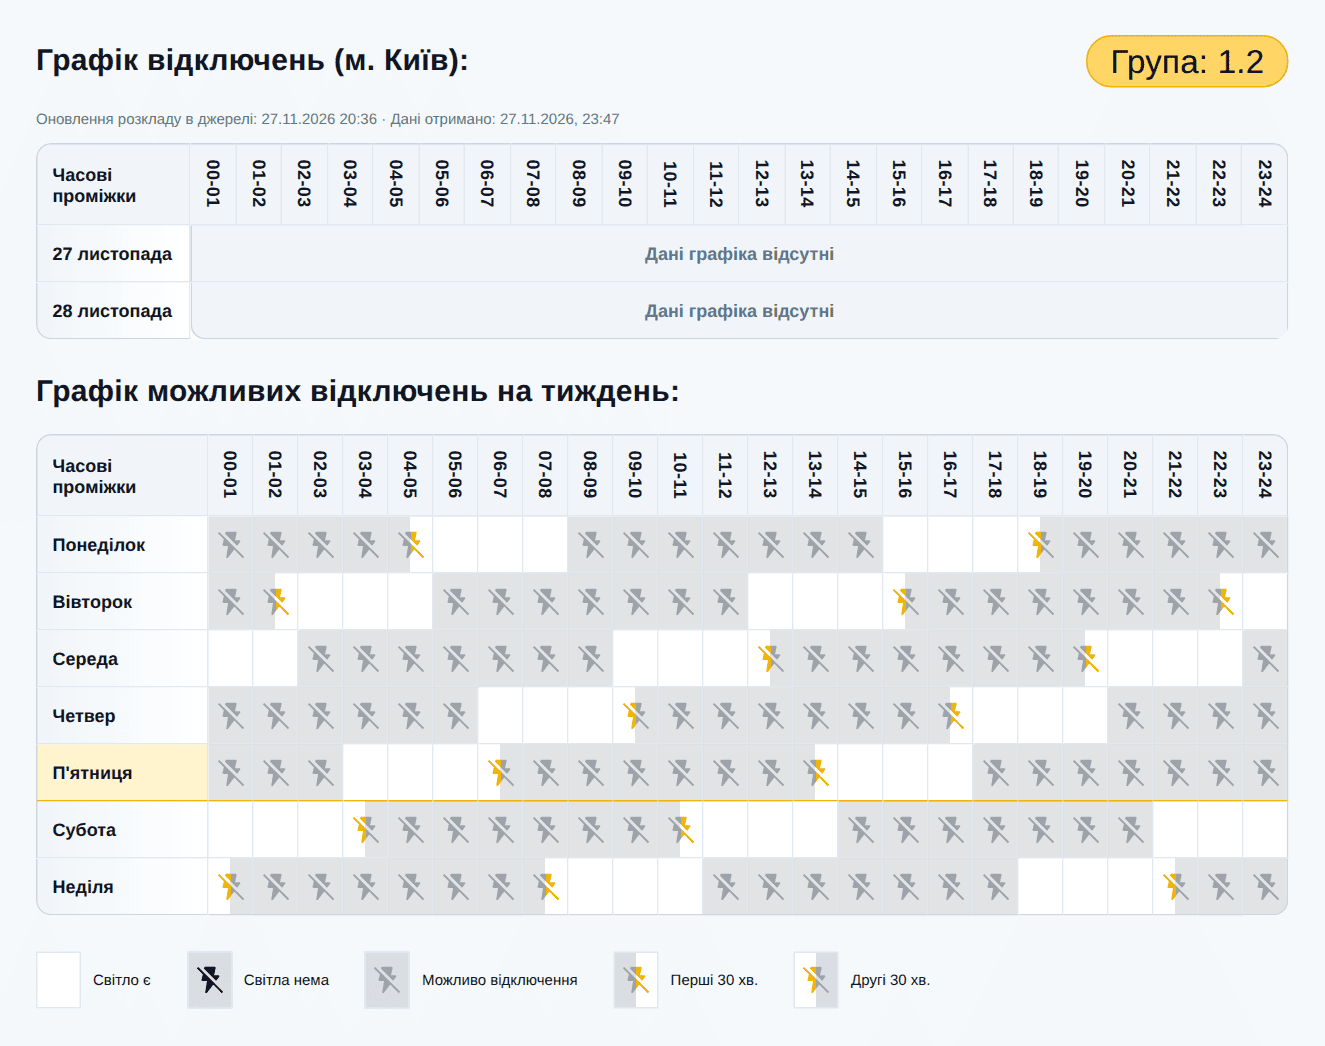 Графік відключень (м. Київ):
Група: 1.2
Оновлення розкладу в джерелі: 27.11.2026 20:36 · Дані отримано: 27.11.2026, 23:47
Часові
проміжки
00-01 01-02 02-03 03-04 04-05 05-06 06-07 07-08 08-09 09-10 10-11 11-12 12-13 13-14 14-15 15-16 16-17 17-18 18-19 19-20 20-21 21-22 22-23 23-24
27 листопада Дані графіка відсутні
28 листопада Дані графіка відсутні
Графік можливих відключень на тиждень:
Часові
проміжки
00-01 01-02 02-03 03-04 04-05 05-06 06-07 07-08 08-09 09-10 10-11 11-12 12-13 13-14 14-15 15-16 16-17 17-18 18-19 19-20 20-21 21-22 22-23 23-24
Понеділок
Вівторок
Середа
Четвер
П'ятниця
Субота
Неділя
Світло є Світла нема Можливо відключення Перші 30 хв. Другі 30 хв.